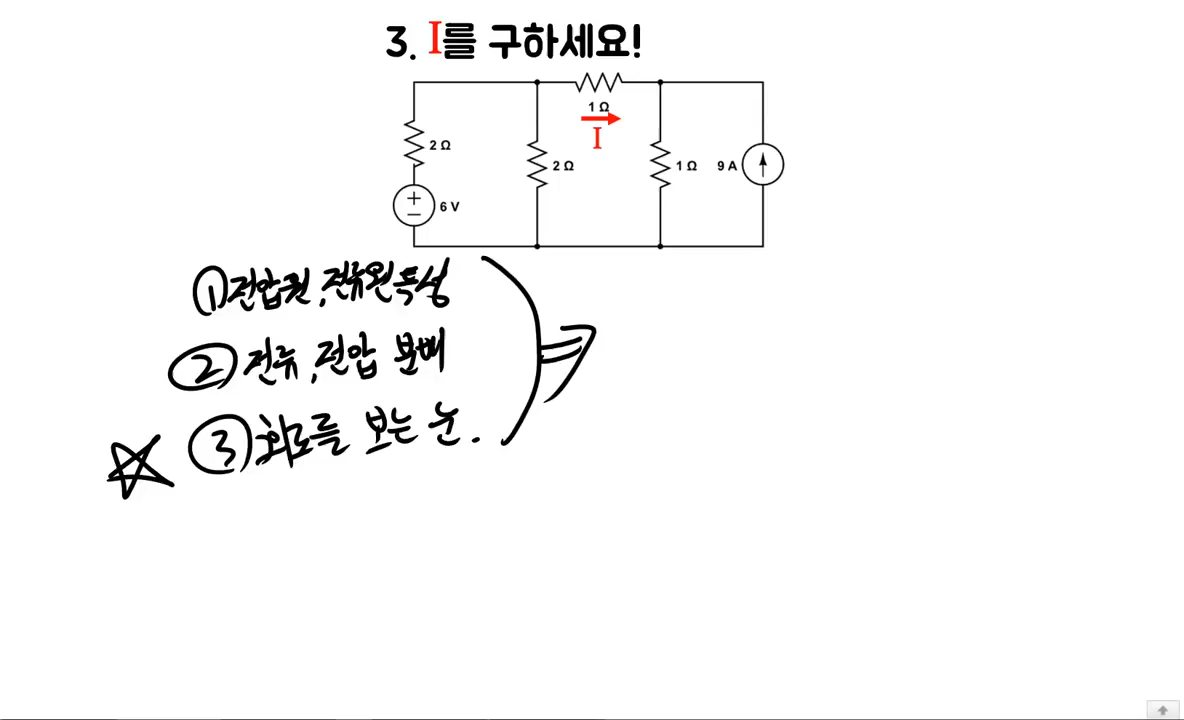 3. I를 구하세요!
1 Ω
I
2 Ω
2 Ω
1 Ω
9 A
6 V
① 전압원, 전류원 특성
② 전류, 전압 분배
③ 회로를 보는 눈.